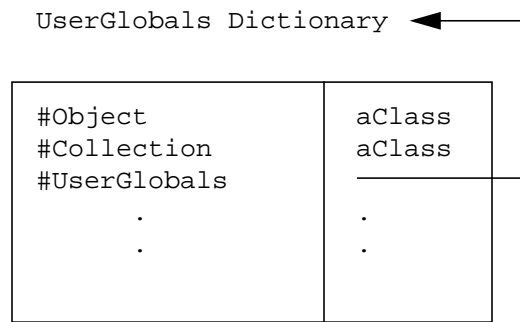 UserGlobals Dictionary
#Object aClass
#Collection aClass
#UserGlobals
. .
. .